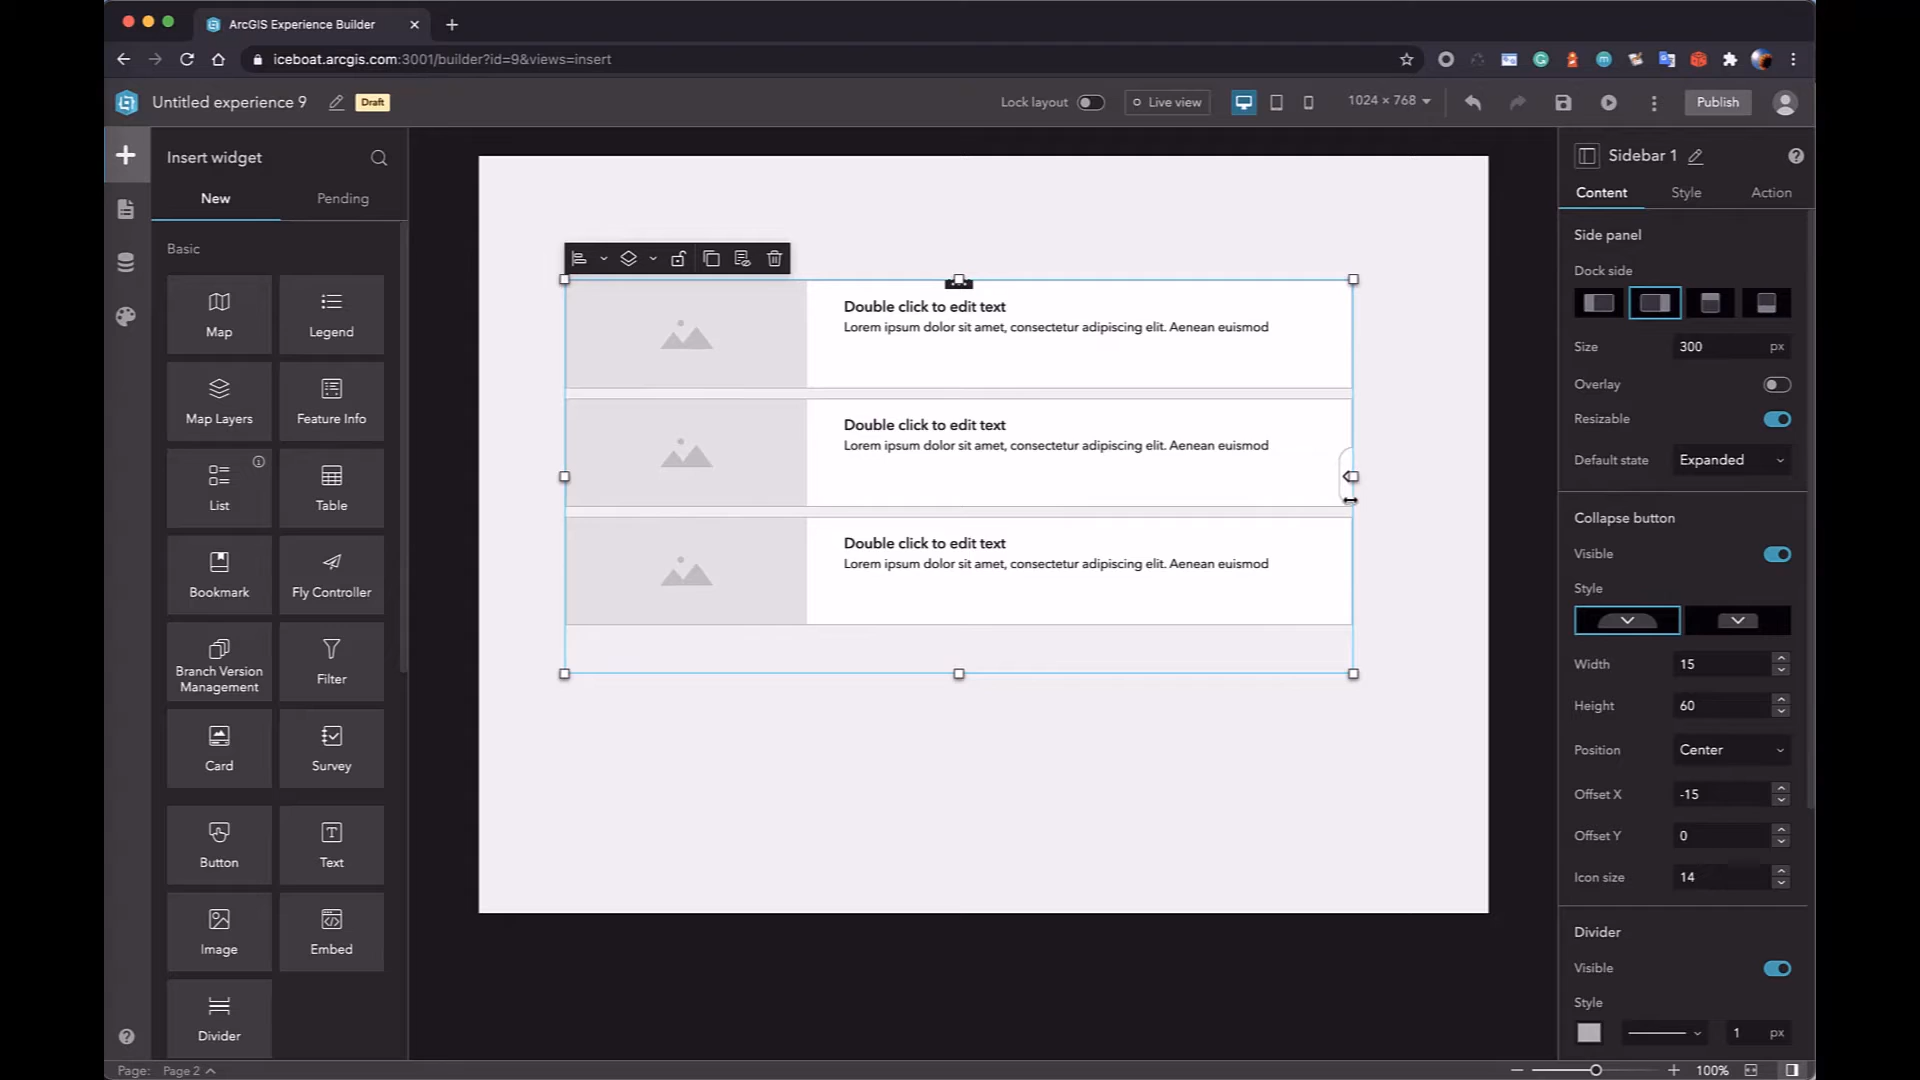 ArcGIS Experience Builder
iceboat.arcgis.com:3001/builder?id=9&views=insert
Untitled experience 9
Draft
Lock layout
Live view
1024 × 768
Publish
Insert widget
New
Pending
Basic
Map
Legend
Map Layers
Feature Info
List
Table
Bookmark
Fly Controller
Branch Version
Management
Filter
Card
Survey
Button
Text
Image
Embed
Divider
Double click to edit text
Lorem ipsum dolor sit amet, consectetur adipiscing elit. Aenean euismod
Double click to edit text
Lorem ipsum dolor sit amet, consectetur adipiscing elit. Aenean euismod
Double click to edit text
Lorem ipsum dolor sit amet, consectetur adipiscing elit. Aenean euismod
Sidebar 1
Content
Style
Action
Side panel
Dock side
Size
300
px
Overlay
Resizable
Default state
Expanded
Collapse button
Visible
Style
Width
15
Height
60
Position
Center
Offset X
-15
Offset Y
0
Icon size
14
Divider
Visible
Style
1
px
Page:
Page 2
100%